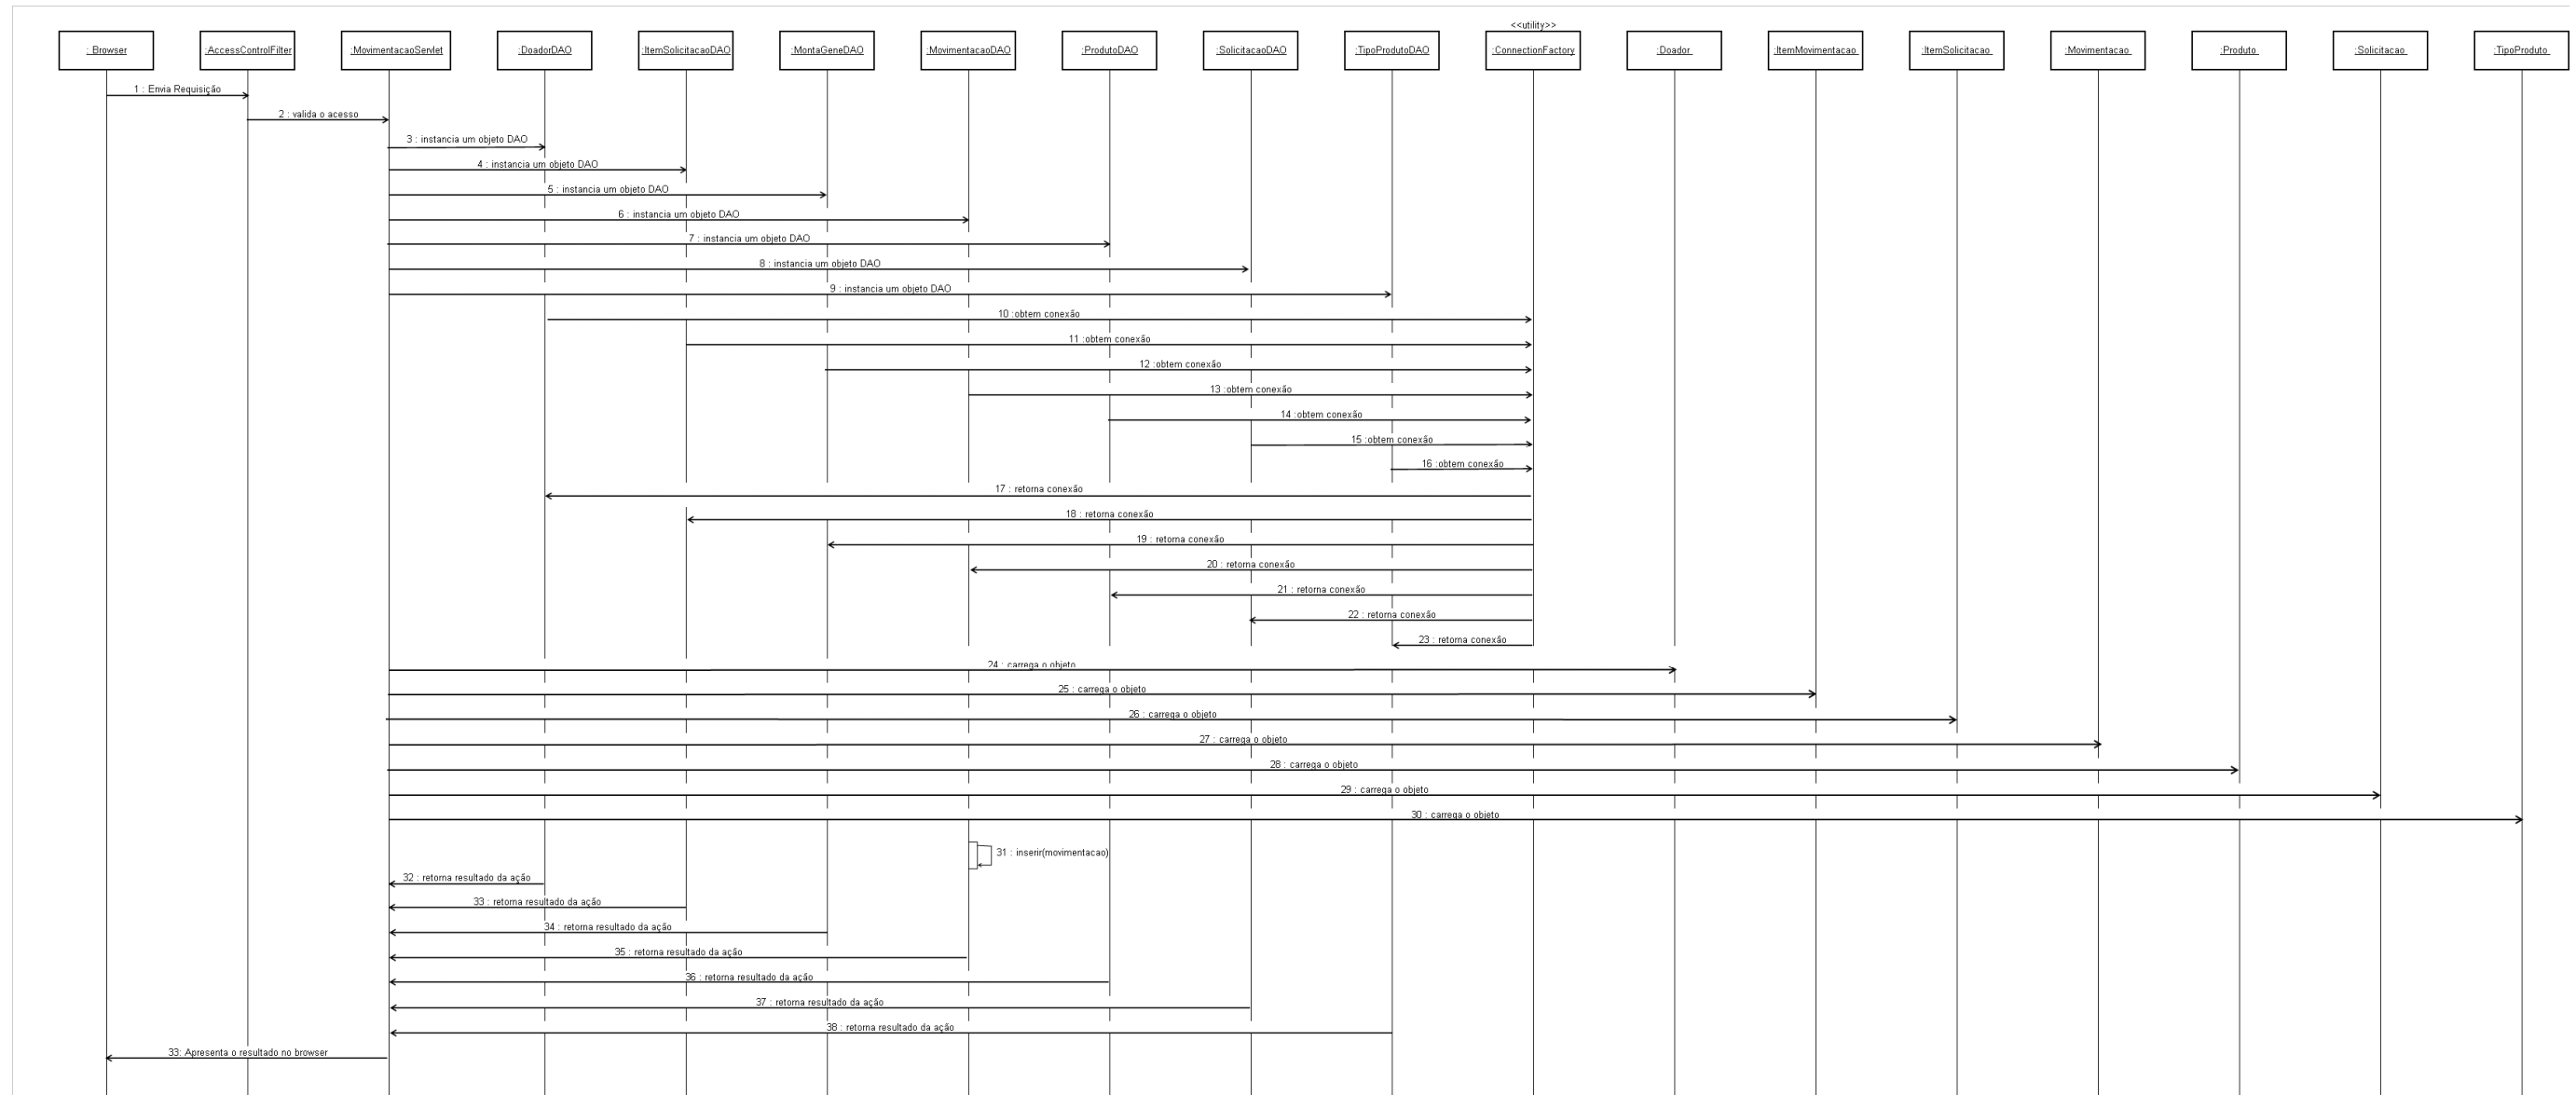 <<utility>>
: Browser
:AccessControlFilter
:MovimentacaoServlet
:DoadorDAO
:ItemSolicitacaoDAO
:MontaGeneDAO
:MovimentacaoDAO
:ProdutoDAO
:SolicitacaoDAO
:TipoProdutoDAO
:ConnectionFactory
:Doador
:ItemMovimentacao
:ItemSolicitacao
:Movimentacao
:Produto
:Solicitacao
:TipoProduto
1 : Envia Requisição
2 : valida o acesso
3 : instancia um objeto DAO
4 : instancia um objeto DAO
5 : instancia um objeto DAO
6 : instancia um objeto DAO
7 : instancia um objeto DAO
8 : instancia um objeto DAO
9 : instancia um objeto DAO
10 :obtem conexão
11 :obtem conexão
12 :obtem conexão
13 :obtem conexão
14 :obtem conexão
15 :obtem conexão
16 :obtem conexão
17 : retorna conexão
18 : retorna conexão
19 : retorna conexão
20 : retorna conexão
21 : retorna conexão
22 : retorna conexão
23 : retorna conexão
24 : carrega o objeto
25 : carrega o objeto
26 : carrega o objeto
27 : carrega o objeto
28 : carrega o objeto
29 : carrega o objeto
30 : carrega o objeto
31 : inserir(movimentacao)
32 : retorna resultado da ação
33 : retorna resultado da ação
34 : retorna resultado da ação
35 : retorna resultado da ação
36 : retorna resultado da ação
37 : retorna resultado da ação
38 : retorna resultado da ação
33: Apresenta o resultado no browser